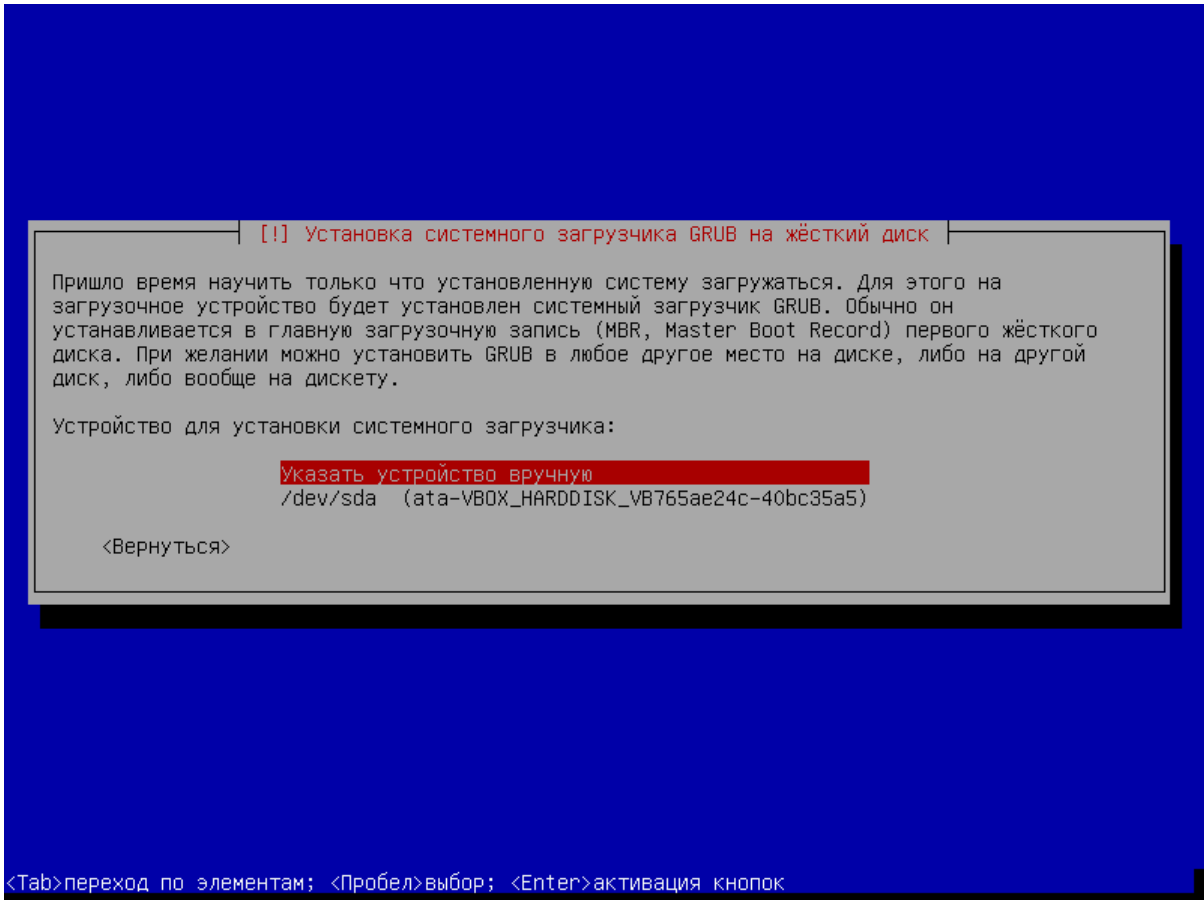 [!] Установка системного загрузчика GRUB на жёсткий диск
Пришло время научить только что установленную систему загружаться. Для этого на
загрузочное устройство будет установлен системный загрузчик GRUB. Обычно он
устанавливается в главную загрузочную запись (MBR, Master Boot Record) первого жёсткого
диска. При желании можно установить GRUB в любое другое место на диске, либо на другой
диск, либо вообще на дискету.
Устройство для установки системного загрузчика:
Указать устройство вручную
/dev/sda (ata-VBOX_HARDDISK_VB765ae24c-40bc35a5)
<Вернуться>
<Tab>переход по элементам; <Пробел>выбор; <Enter>активация кнопок